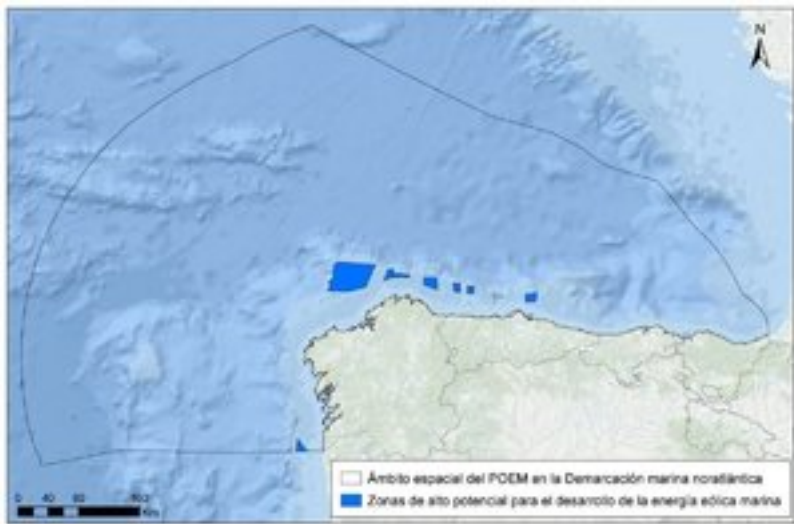 N
Ámbito espacial del POEM en la Demarcación marina noratlántica
Zonas de alto potencial para el desarrollo de la energía eólica marina
0 20 40 80
Km